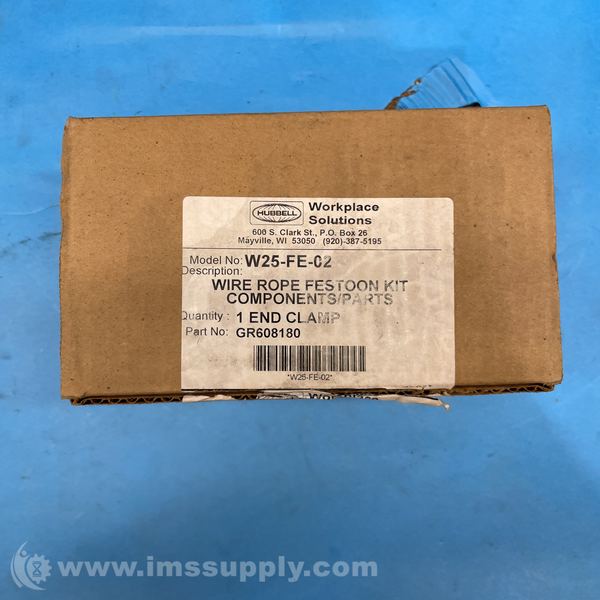 HUBBELL
Workplace
Solutions
600 S. Clark St., P.O. Box 26
Mayville, WI 53050 (920)-387-5195
Model No: W25-FE-02
Description:
WIRE ROPE FESTOON KIT
COMPONENTS/PARTS
Quantity : 1 END CLAMP
Part No: GR608180
*W25-FE-02*
www.imssupply.com